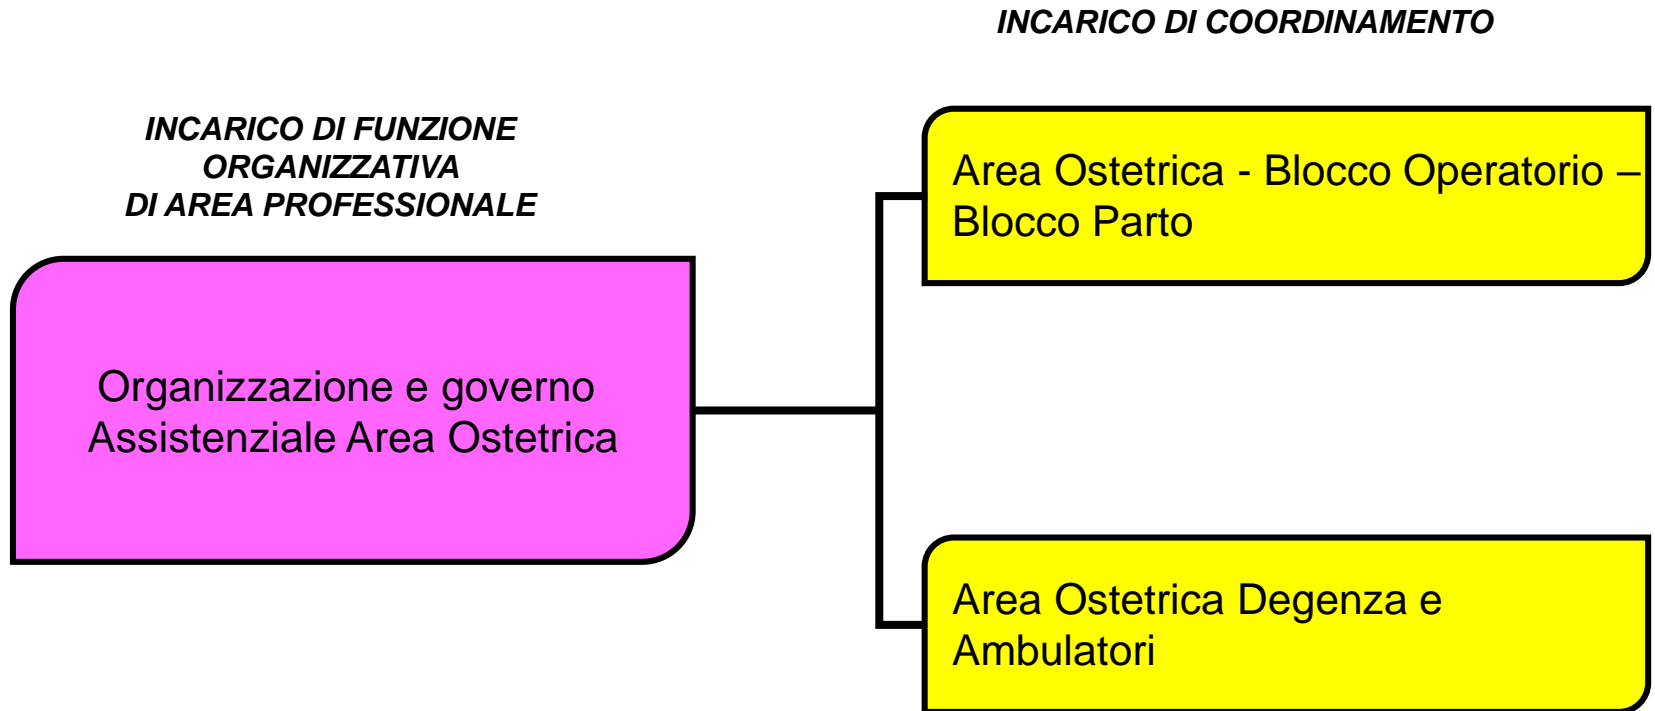 INCARICO DI COORDINAMENTO
INCARICO DI FUNZIONE
ORGANIZZATIVA
DI AREA PROFESSIONALE
Area Ostetrica - Blocco Operatorio –
Blocco Parto
Organizzazione e governo
Assistenziale Area Ostetrica
Area Ostetrica Degenza e
Ambulatori